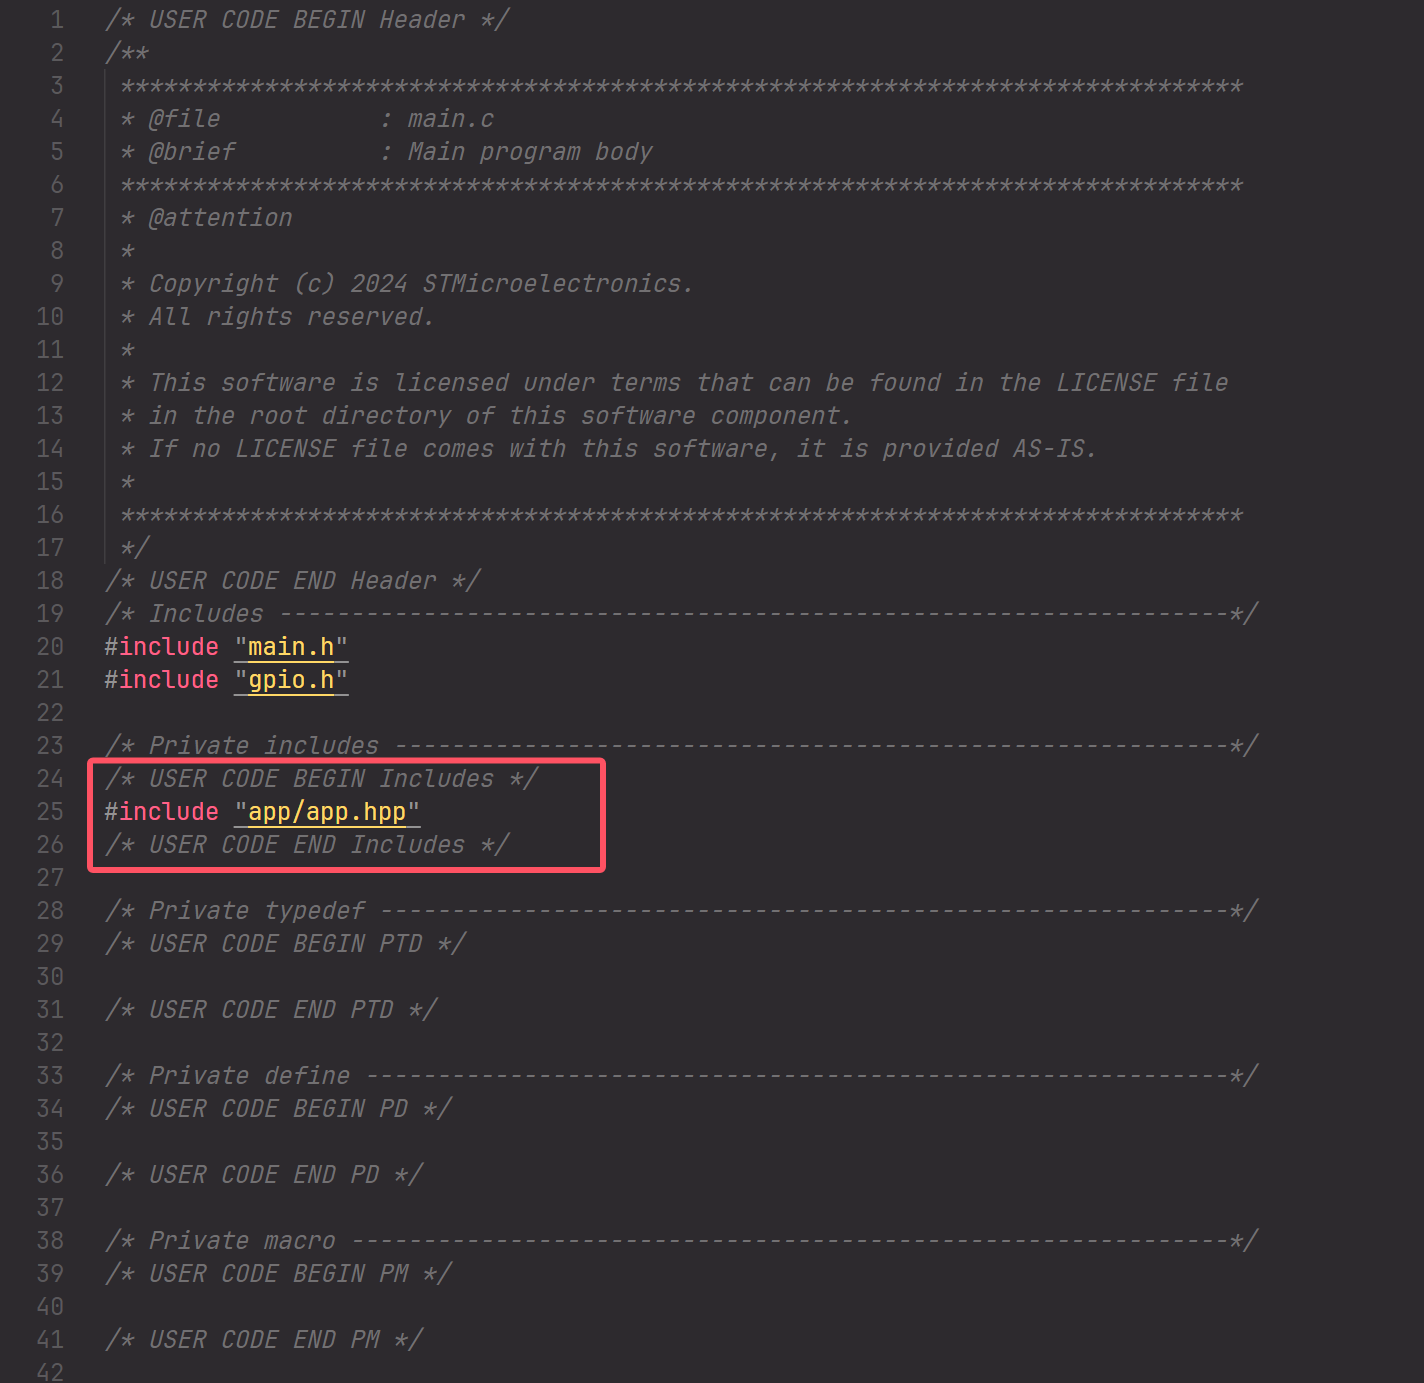 1 /* USER CODE BEGIN Header */
2 /**
3 ******************************************************************************
4 * @file           : main.c
5 * @brief          : Main program body
6 ******************************************************************************
7 * @attention
8 *
9 * Copyright (c) 2024 STMicroelectronics.
10 * All rights reserved.
11 *
12 * This software is licensed under terms that can be found in the LICENSE file
13 * in the root directory of this software component.
14 * If no LICENSE file comes with this software, it is provided AS-IS.
15 *
16 ******************************************************************************
17 */
18 /* USER CODE END Header */
19 /* Includes ------------------------------------------------------------------*/
20 #include "main.h"
21 #include "gpio.h"
22
23 /* Private includes ----------------------------------------------------------*/
24 /* USER CODE BEGIN Includes */
25 #include "app/app.hpp"
26 /* USER CODE END Includes */
27
28 /* Private typedef -----------------------------------------------------------*/
29 /* USER CODE BEGIN PTD */
30
31 /* USER CODE END PTD */
32
33 /* Private define ------------------------------------------------------------*/
34 /* USER CODE BEGIN PD */
35
36 /* USER CODE END PD */
37
38 /* Private macro -------------------------------------------------------------*/
39 /* USER CODE BEGIN PM */
40
41 /* USER CODE END PM */
42